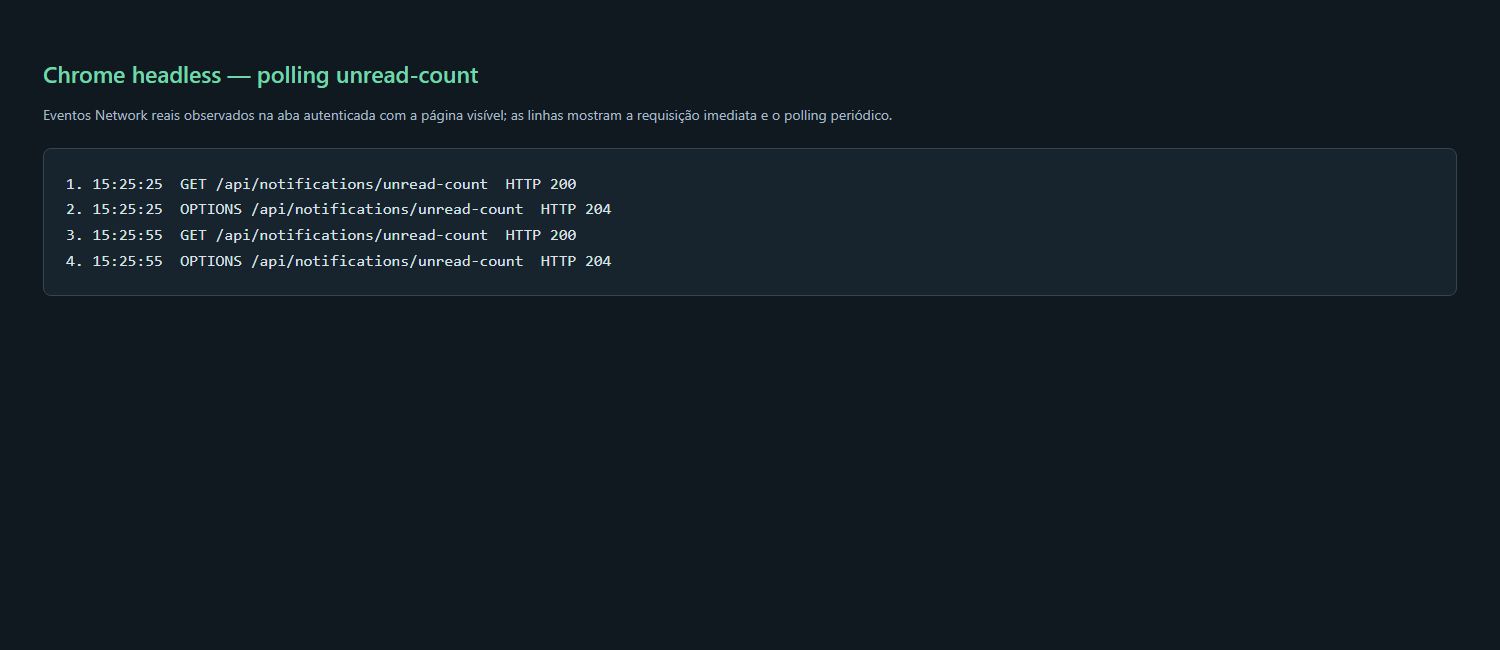 Chrome headless — polling unread-count
Eventos Network reais observados na aba autenticada com a página visível; as linhas mostram a requisição imediata e o polling periódico.
1. 15:25:25  GET /api/notifications/unread-count  HTTP 200
2. 15:25:25  OPTIONS /api/notifications/unread-count  HTTP 204
3. 15:25:55  GET /api/notifications/unread-count  HTTP 200
4. 15:25:55  OPTIONS /api/notifications/unread-count  HTTP 204